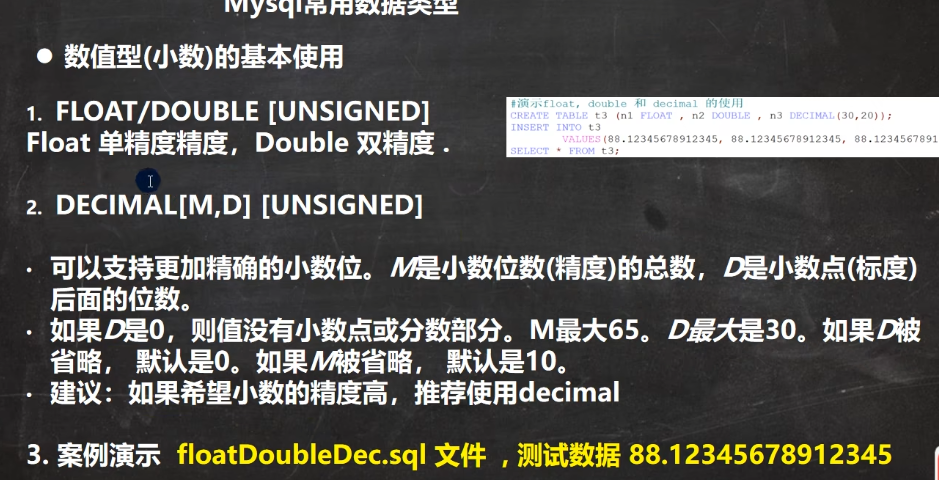 Mysql常用数据类型
● 数值型(小数)的基本使用
1. FLOAT/DOUBLE [UNSIGNED]
Float 单精度精度，Double 双精度 .
#演示float, double 和 decimal 的使用
CREATE TABLE t3 (n1 FLOAT , n2 DOUBLE , n3 DECIMAL(30,20));
INSERT INTO t3
VALUES(88.12345678912345, 88.12345678912345, 88.1234567891
SELECT * FROM t3;
2. DECIMAL[M,D] [UNSIGNED]
· 可以支持更加精确的小数位。M是小数位数(精度)的总数，D是小数点(标度)
后面的位数。
· 如果D是0，则值没有小数点或分数部分。M最大65。D最大是30。如果D被
省略， 默认是0。如果M被省略， 默认是10。
· 建议：如果希望小数的精度高，推荐使用decimal
3. 案例演示 floatDoubleDec.sql 文件 ，测试数据 88.12345678912345